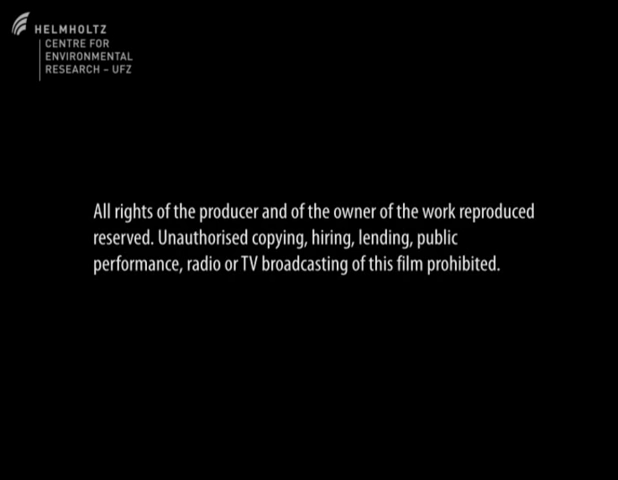 HELMHOLTZ
CENTRE FOR
ENVIRONMENTAL
RESEARCH – UFZ
All rights of the producer and of the owner of the work reproduced
reserved. Unauthorised copying, hiring, lending, public
performance, radio or TV broadcasting of this film prohibited.